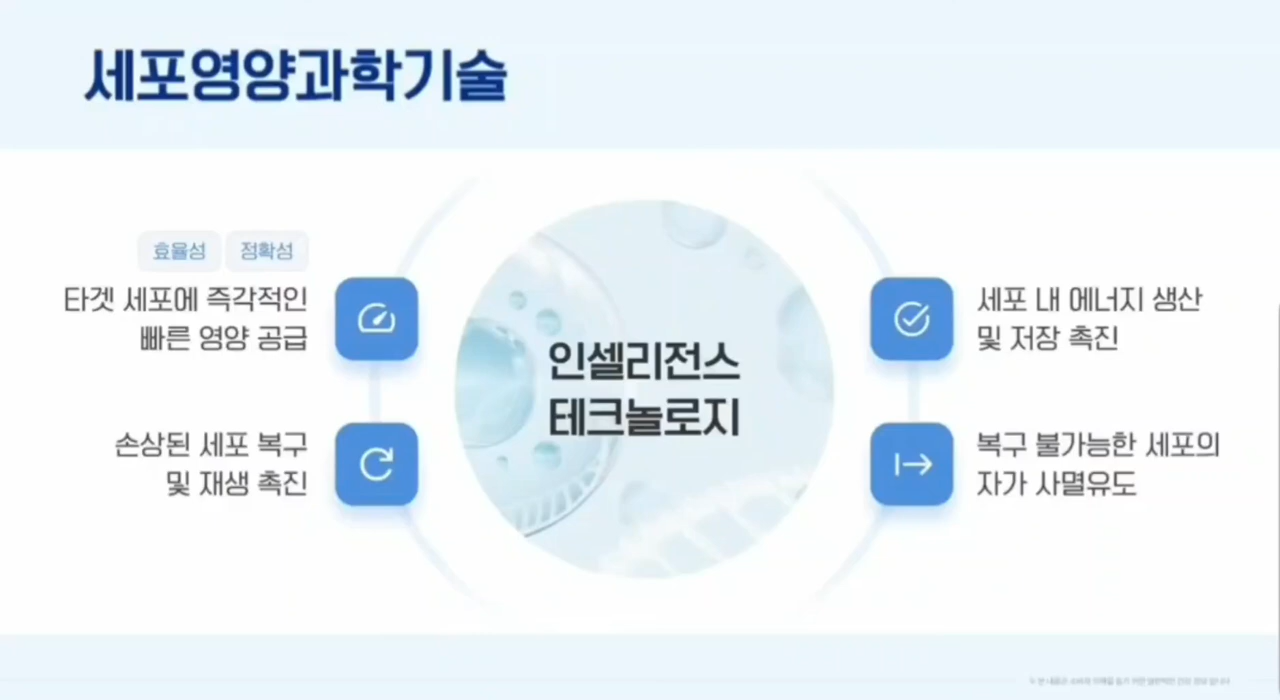 세포영양과학기술
효율성 정확성
타겟 세포에 즉각적인
빠른 영양 공급
손상된 세포 복구
및 재생 촉진
인셀리전스
테크놀로지
세포 내 에너지 생산
및 저장 촉진
복구 불가능한 세포의
자가 사멸유도